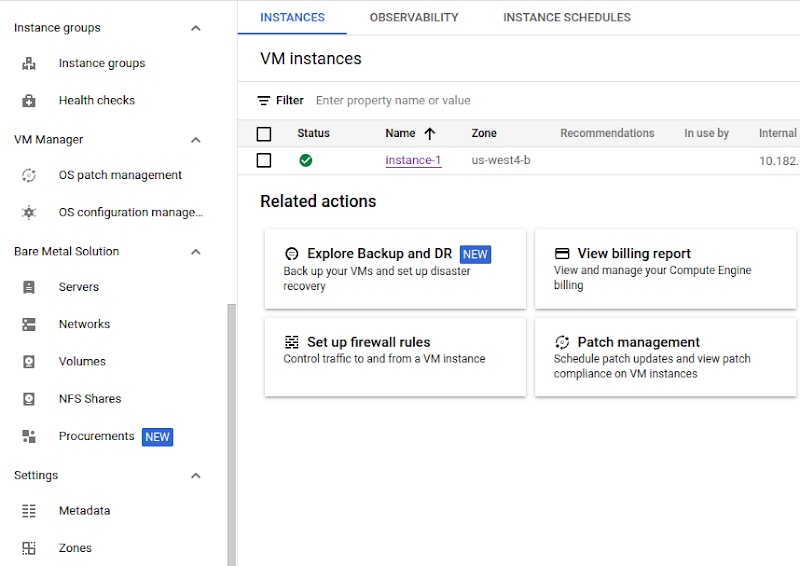 Instance groups
Instance groups
Health checks
VM Manager
OS patch management
OS configuration manage...
Bare Metal Solution
Servers
Networks
Volumes
NFS Shares
Procurements NEW
Settings
Metadata
Zones
INSTANCES OBSERVABILITY INSTANCE SCHEDULES
VM instances
Filter Enter property name or value
Status Name Zone Recommendations In use by Internal
instance-1 us-west4-b 10.182.
Related actions
Explore Backup and DR NEW
Back up your VMs and set up disaster
recovery
View billing report
View and manage your Compute Engine
billing
Set up firewall rules
Control traffic to and from a VM instance
Patch management
Schedule patch updates and view patch
compliance on VM instances